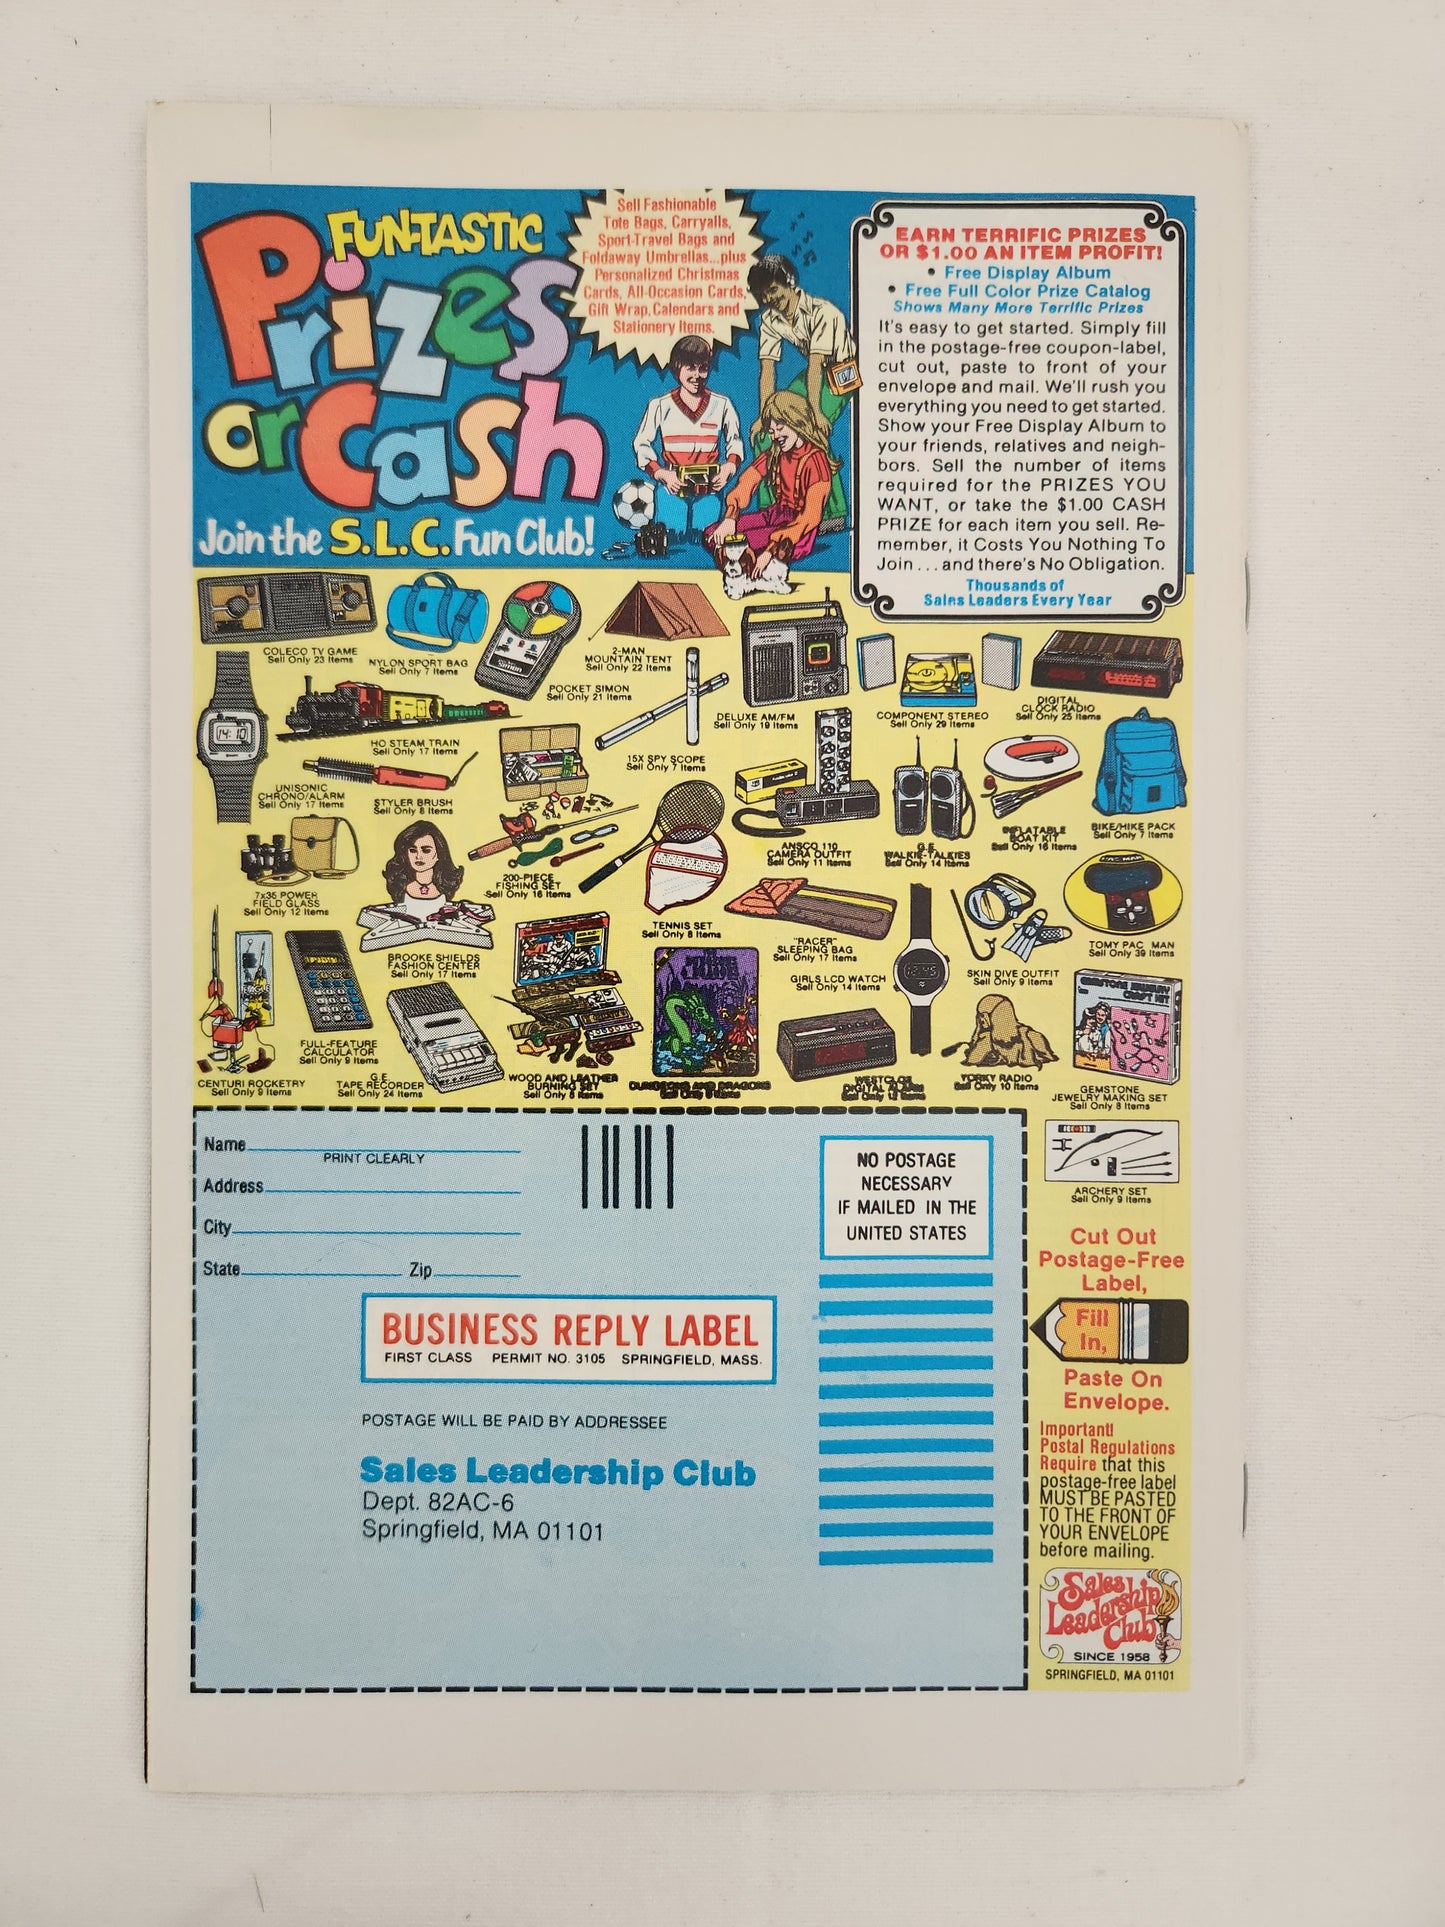 FUN-TASTIC
Prizes
or Cash
Join the S.L.C. Fun Club!
Sell Fashionable
Tote Bags, Carryalls,
Sport-Travel Bags and
Foldaway Umbrellas...plus
Personalized Christmas
Cards, All-Occasion Cards,
Gift Wrap, Calendars and
Stationery Items.
EARN TERRIFIC PRIZES
OR $1.00 AN ITEM PROFIT!
• Free Display Album
• Free Full Color Prize Catalog
Shows Many More Terrific Prizes
It's easy to get started. Simply fill
in the postage-free coupon-label,
cut out, paste to front of your
envelope and mail. We'll rush you
everything you need to get started.
Show your Free Display Album to
your friends, relatives and neigh-
bors. Sell the number of items
required for the PRIZES YOU
WANT, or take the $1.00 CASH
PRIZE for each item you sell. Re-
member, it Costs You Nothing To
Join . . . and there's No Obligation.
Thousands of
Sales Leaders Every Year
COLECO TV GAME
Sell Only 23 Items
NYLON SPORT BAG
Sell Only 7 Items
Simon
POCKET SIMON
Sell Only 21 Items
2-MAN
MOUNTAIN TENT
Sell Only 22 Items
DELUXE AM/FM
Sell Only 19 Items
COMPONENT STEREO
Sell Only 29 Items
DIGITAL
CLOCK RADIO
Sell Only 25 Items
14:10
UNISONIC
CHRONO/ALARM
Sell Only 17 Items
HO STEAM TRAIN
Sell Only 17 Items
STYLER BRUSH
Sell Only 8 Items
15X SPY SCOPE
Sell Only 7 Items
200-PIECE
FISHING SET
Sell Only 16 Items
ANSCO 110
CAMERA OUTFIT
Sell Only 11 Items
G.E.
WALKIE-TALKIES
Sell Only 14 Items
INFLATABLE
BOAT KIT
Sell Only 16 Items
BIKE/HIKE PACK
Sell Only 7 Items
7x35 POWER
FIELD GLASS
Sell Only 12 Items
BROOKE SHIELDS
FASHION CENTER
Sell Only 17 Items
TENNIS SET
Sell Only 8 Items
"RACER"
SLEEPING BAG
Sell Only 17 Items
GIRLS LCD WATCH
Sell Only 14 Items
SKIN DIVE OUTFIT
Sell Only 9 Items
PAC MAN
TOMY PAC MAN
Sell Only 39 Items
CENTURI ROCKETRY
Sell Only 9 Items
FULL-FEATURE
CALCULATOR
Sell Only 9 Items
G.E.
TAPE RECORDER
Sell Only 24 Items
WOOD AND LEATHER
BURNING SET
Sell Only 8 Items
DUNGEONS AND DRAGONS
WESTCLOX
DIGITAL ALARM
Sell Only 12 Items
YORKY RADIO
Sell Only 10 Items
GEMSTONE
CRAFT KIT
GEMSTONE
JEWELRY MAKING SET
Sell Only 8 Items
ARCHERY SET
Sell Only 9 Items
Name
PRINT CLEARLY
Address
City
State Zip
NO POSTAGE
NECESSARY
IF MAILED IN THE
UNITED STATES
BUSINESS REPLY LABEL
FIRST CLASS PERMIT NO. 3105 SPRINGFIELD, MASS.
POSTAGE WILL BE PAID BY ADDRESSEE
Sales Leadership Club
Dept. 82AC-6
Springfield, MA 01101
Cut Out
Postage-Free
Label,
Fill
In,
Paste On
Envelope.
Important!
Postal Regulations
Require that this
postage-free label
MUST BE PASTED
TO THE FRONT OF
YOUR ENVELOPE
before mailing.
Sales
Leadership
Club
SINCE 1958
SPRINGFIELD, MA 01101